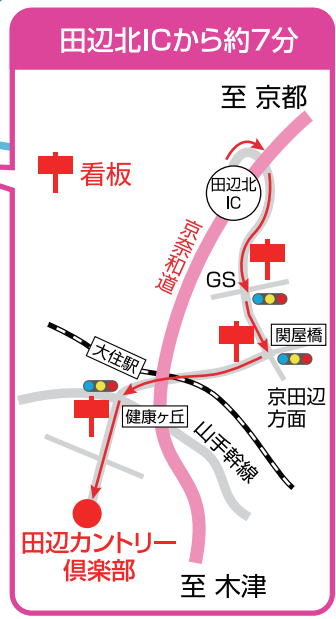 田辺北ICから約7分
至 京都
看板
田辺北
IC
京奈和道
GS
関屋橋
大住駅
京田辺
方面
健康ヶ丘
山手幹線
田辺カントリー
倶楽部
至 木津